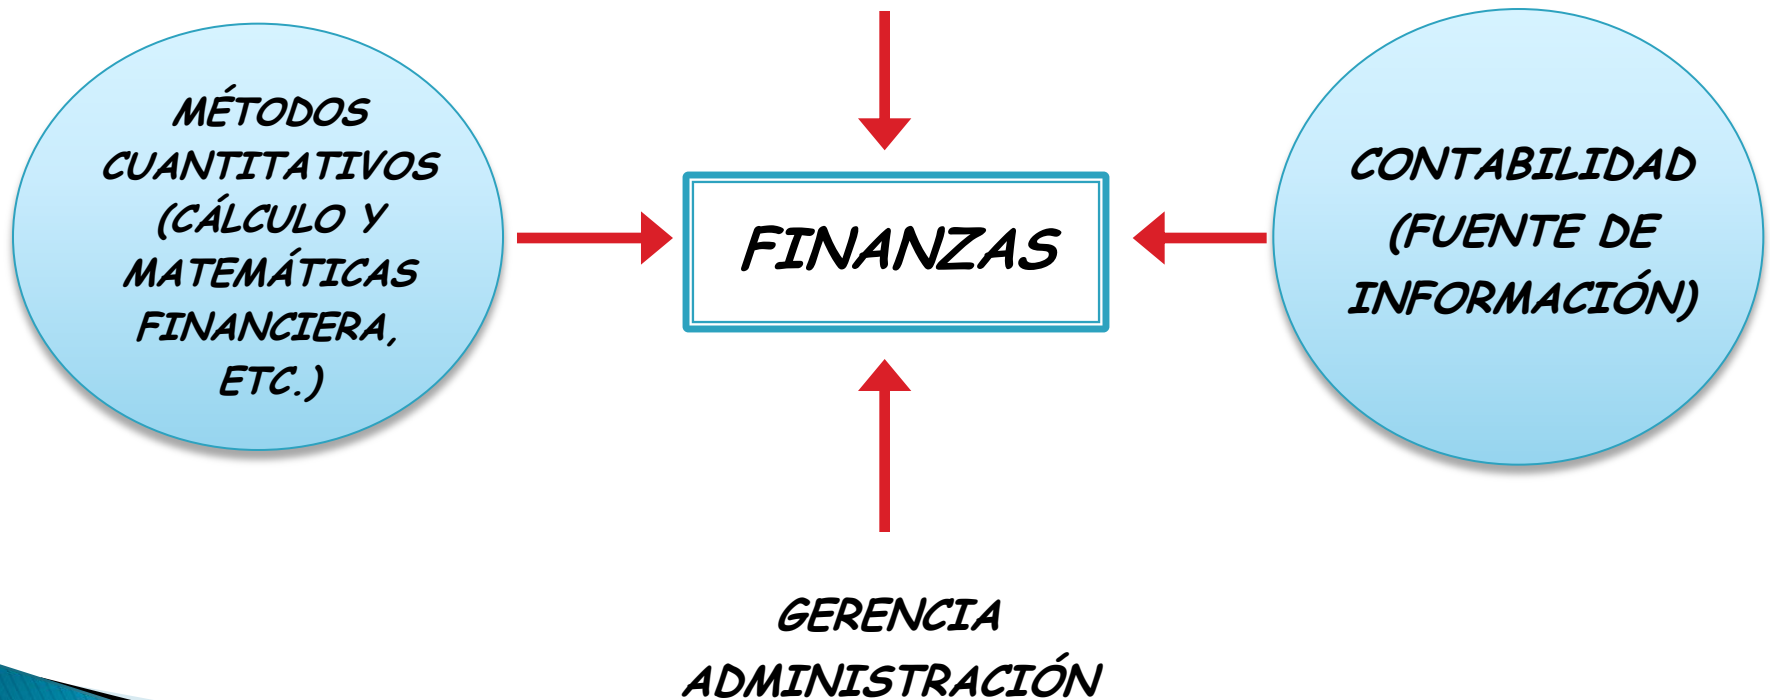 MÉTODOS
CUANTITATIVOS
(CÁLCULO Y
MATEMÁTICAS
FINANCIERA,
ETC.)
FINANZAS
CONTABILIDAD
(FUENTE DE
INFORMACIÓN)
GERENCIA
ADMINISTRACIÓN